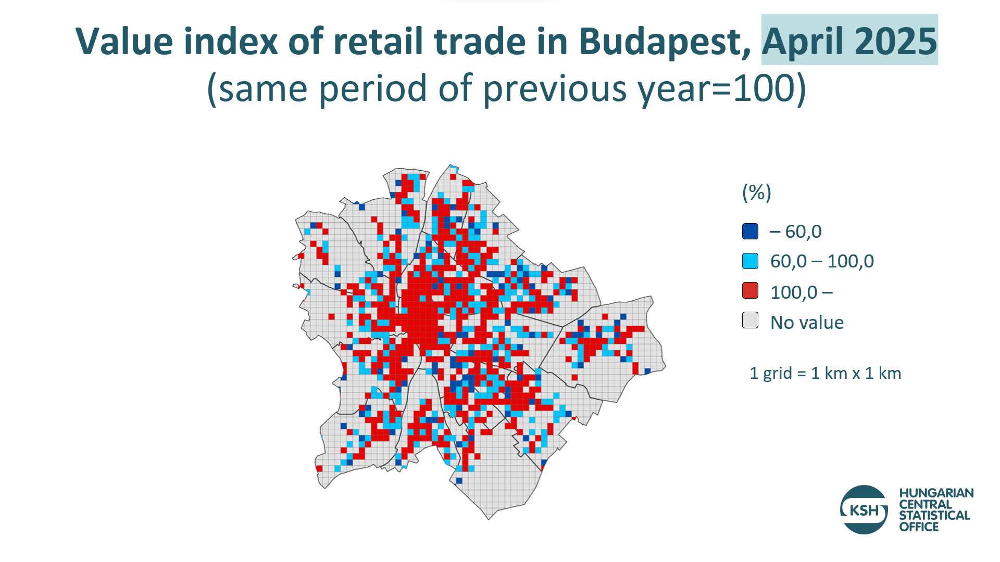 Value index of retail trade in Budapest, April 2025
(same period of previous year=100)
(%)
– 60,0
60,0 – 100,0
100,0 –
No value
1 grid = 1 km x 1 km
KSH
HUNGARIAN
CENTRAL
STATISTICAL
OFFICE